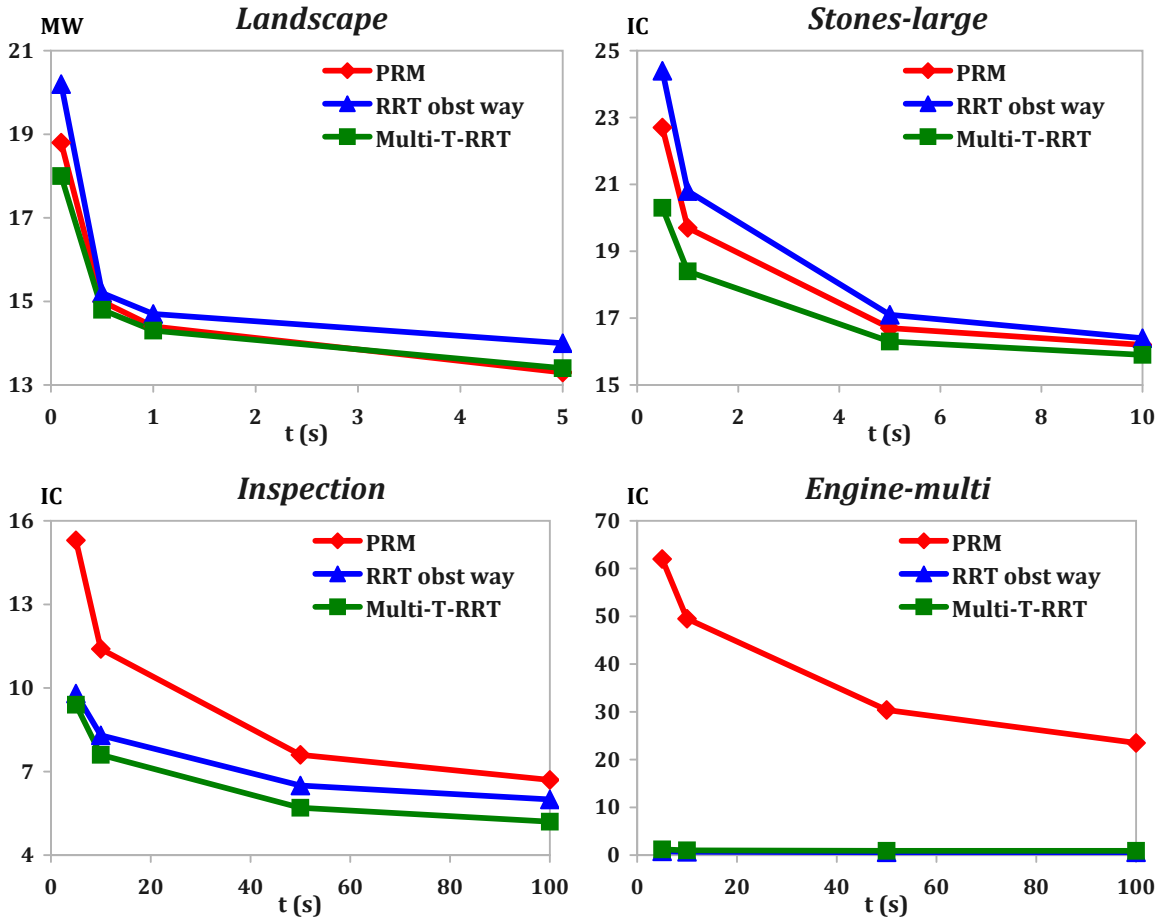 MW
Landscape
21
19
17
15
13
0
1
2
3
4
5
t (s)
PRM
RRT obst way
Multi-T-RRT
IC
Stones-large
25
23
21
19
17
15
0
2
4
6
8
10
t (s)
PRM
RRT obst way
Multi-T-RRT
IC
Inspection
16
13
10
7
4
0
20
40
60
80
100
t (s)
PRM
RRT obst way
Multi-T-RRT
IC
Engine-multi
70
60
50
40
30
20
10
0
0
20
40
60
80
100
t (s)
PRM
RRT obst way
Multi-T-RRT